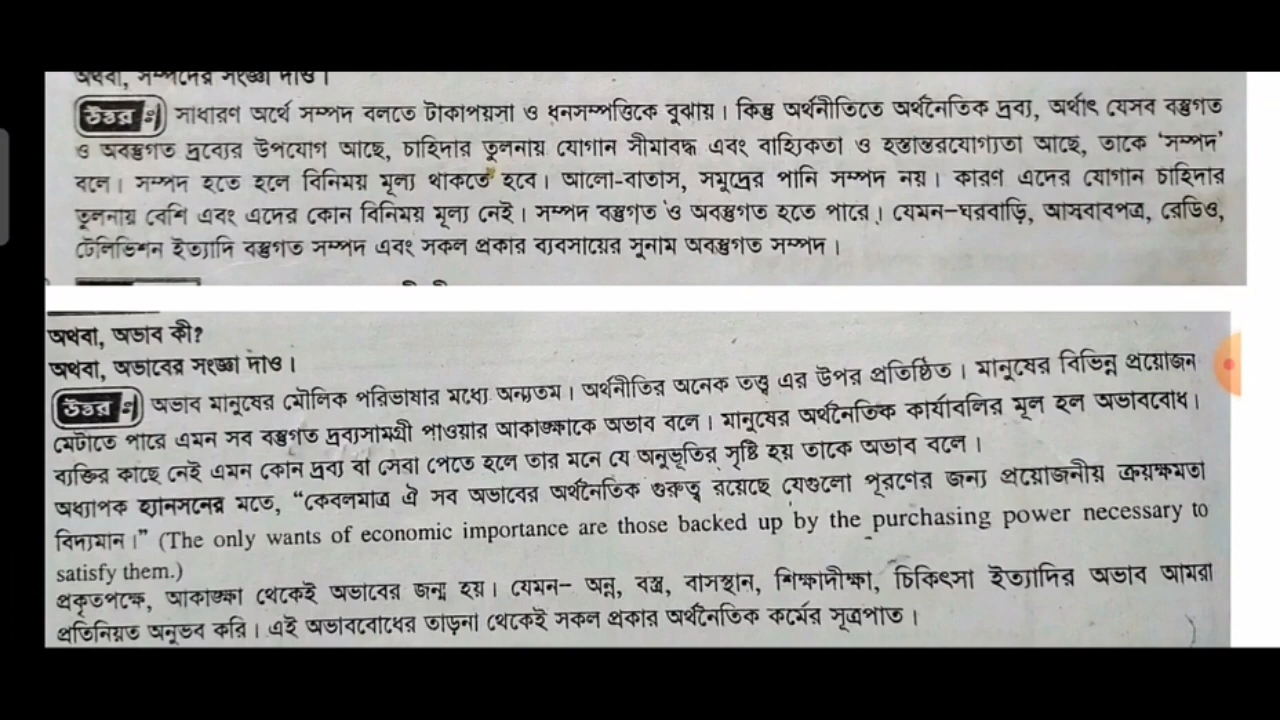 অথবা, সম্পদের সংজ্ঞা দাও।
উত্তর ঃ সাধারণ অর্থে সম্পদ বলতে টাকাপয়সা ও ধনসম্পত্তিকে বুঝায়। কিন্তু অর্থনীতিতে অর্থনৈতিক দ্রব্য, অর্থাৎ যেসব বস্তুগত
ও অবস্তুগত দ্রব্যের উপযোগ আছে, চাহিদার তুলনায় যোগান সীমাবদ্ধ এবং বাহ্যিকতা ও হস্তান্তরযোগ্যতা আছে, তাকে ‘সম্পদ’
বলে। সম্পদ হতে হলে বিনিময় মূল্য থাকতে হবে। আলো-বাতাস, সমুদ্রের পানি সম্পদ নয়। কারণ এদের যোগান চাহিদার
তুলনায় বেশি এবং এদের কোন বিনিময় মূল্য নেই। সম্পদ বস্তুগত ও অবস্তুগত হতে পারে। যেমন-ঘরবাড়ি, আসবাবপত্র, রেডিও,
টেলিভিশন ইত্যাদি বস্তুগত সম্পদ এবং সকল প্রকার ব্যবসায়ের সুনাম অবস্তুগত সম্পদ।
অথবা, অভাব কী?
অথবা, অভাবের সংজ্ঞা দাও।
উত্তর ঃ অভাব মানুষের মৌলিক পরিভাষার মধ্যে অন্যতম। অর্থনীতির অনেক তত্ত্ব এর উপর প্রতিষ্ঠিত। মানুষের বিভিন্ন প্রয়োজন
মেটাতে পারে এমন সব বস্তুগত দ্রব্যসামগ্রী পাওয়ার আকাঙ্ক্ষাকে অভাব বলে। মানুষের অর্থনৈতিক কার্যাবলির মূল হল অভাববোধ।
ব্যক্তির কাছে নেই এমন কোন দ্রব্য বা সেবা পেতে হলে তার মনে যে অনুভূতির সৃষ্টি হয় তাকে অভাব বলে।
অধ্যাপক হ্যানসনের মতে, “কেবলমাত্র ঐ সব অভাবের অর্থনৈতিক গুরুত্ব রয়েছে যেগুলো পূরণের জন্য প্রয়োজনীয় ক্রয়ক্ষমতা
বিদ্যমান।” (The only wants of economic importance are those backed up by the purchasing power necessary to
satisfy them.)
প্রকৃতপক্ষে, আকাঙ্ক্ষা থেকেই অভাবের জন্ম হয়। যেমন– অন্ন, বস্ত্র, বাসস্থান, শিক্ষাদীক্ষা, চিকিৎসা ইত্যাদির অভাব আমরা
প্রতিনিয়ত অনুভব করি। এই অভাববোধের তাড়না থেকেই সকল প্রকার অর্থনৈতিক কর্মের সূত্রপাত।